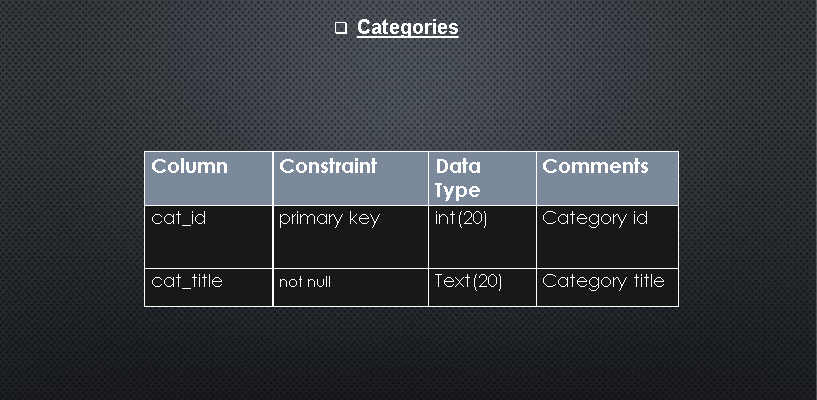 ❑ Categories
Column Constraint Data Type Comments
cat_id primary key int(20) Category id
cat_title not null Text(20) Category title